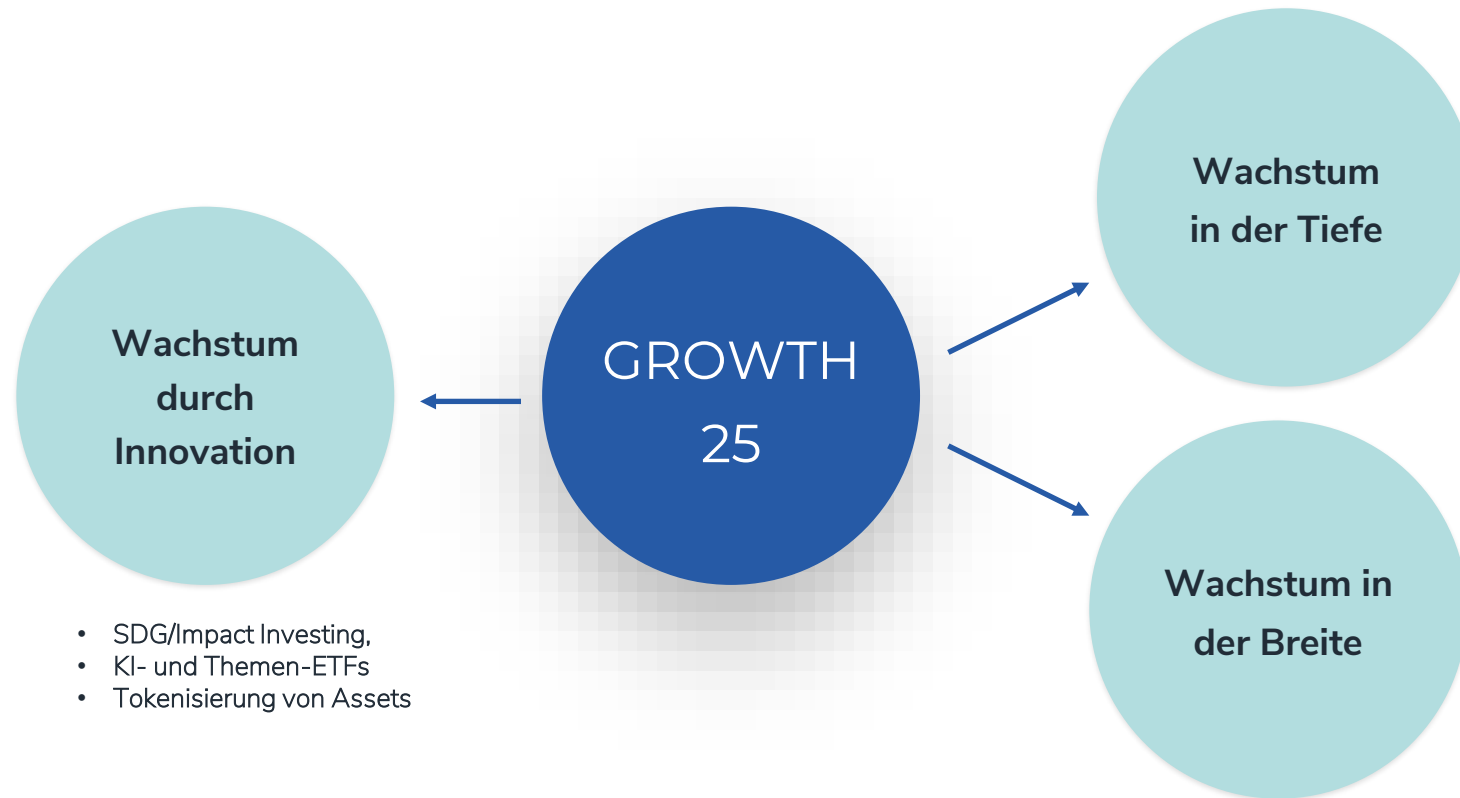 Wachstum
in der Tiefe
Wachstum
durch
Innovation
GROWTH
25
Wachstum in
der Breite
• SDG/Impact Investing,
• KI- und Themen-ETFs
• Tokenisierung von Assets